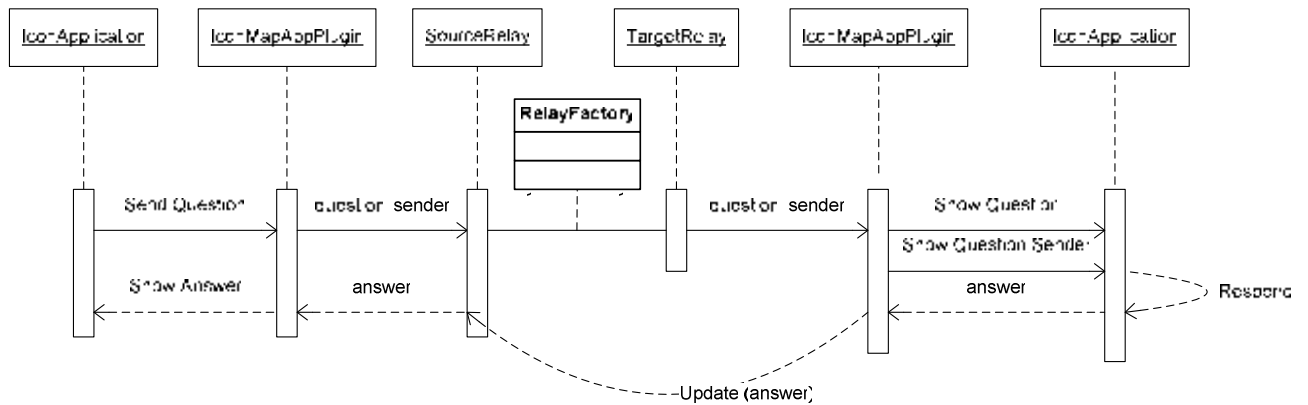 IconApplication
IconMapAppPlugin
SourceRelay
TargetRelay
IconMapAppPlugin
IconApplication
RelayFactory
Send Question
question sender
question sender
Show Question
Show Question Sender
Show Answer
answer
answer
Respond
Update (answer)